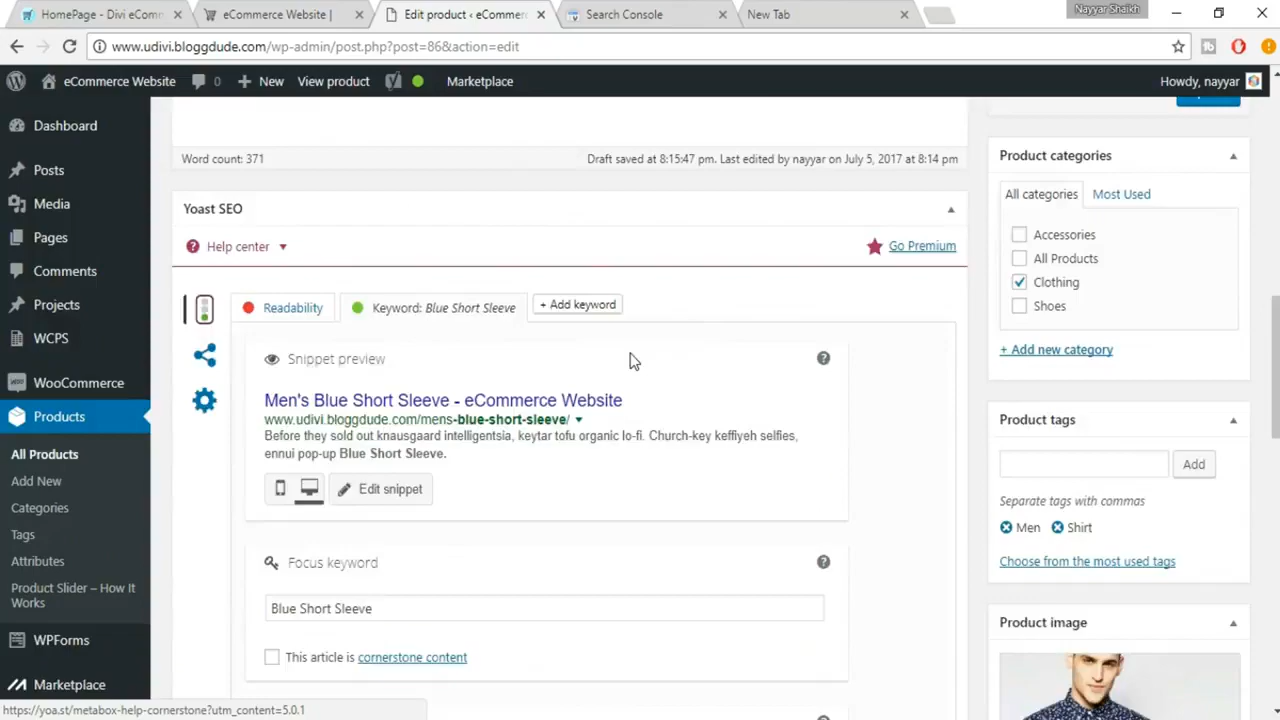 HomePage - Divi eComm
eCommerce Website |
Edit product ‹ eCommerc
Search Console
New Tab
Nayyar Shaikh
www.udivi.bloggdude.com/wp-admin/post.php?post=86&action=edit
eCommerce Website
0
New
View product
Marketplace
Howdy, nayyar
Dashboard
Posts
Media
Pages
Comments
Projects
WCPS
WooCommerce
Products
All Products
Add New
Categories
Tags
Attributes
Product Slider – How It
Works
WPForms
Marketplace
Word count: 371
Draft saved at 8:15:47 pm. Last edited by nayyar on July 5, 2017 at 8:14 pm
Yoast SEO
Help center
Go Premium
Readability
Keyword: Blue Short Sleeve
+ Add keyword
Snippet preview
Men's Blue Short Sleeve - eCommerce Website
www.udivi.bloggdude.com/mens-blue-short-sleeve/
Before they sold out knausgaard intelligentsia, keytar tofu organic lo-fi. Church-key keffiyeh selfies,
ennui pop-up Blue Short Sleeve.
Edit snippet
Focus keyword
Blue Short Sleeve
This article is cornerstone content
Product categories
All categories
Most Used
Accessories
All Products
Clothing
Shoes
+ Add new category
Product tags
Add
Separate tags with commas
Men
Shirt
Choose from the most used tags
Product image
https://yoa.st/metabox-help-cornerstone?utm_content=5.0.1